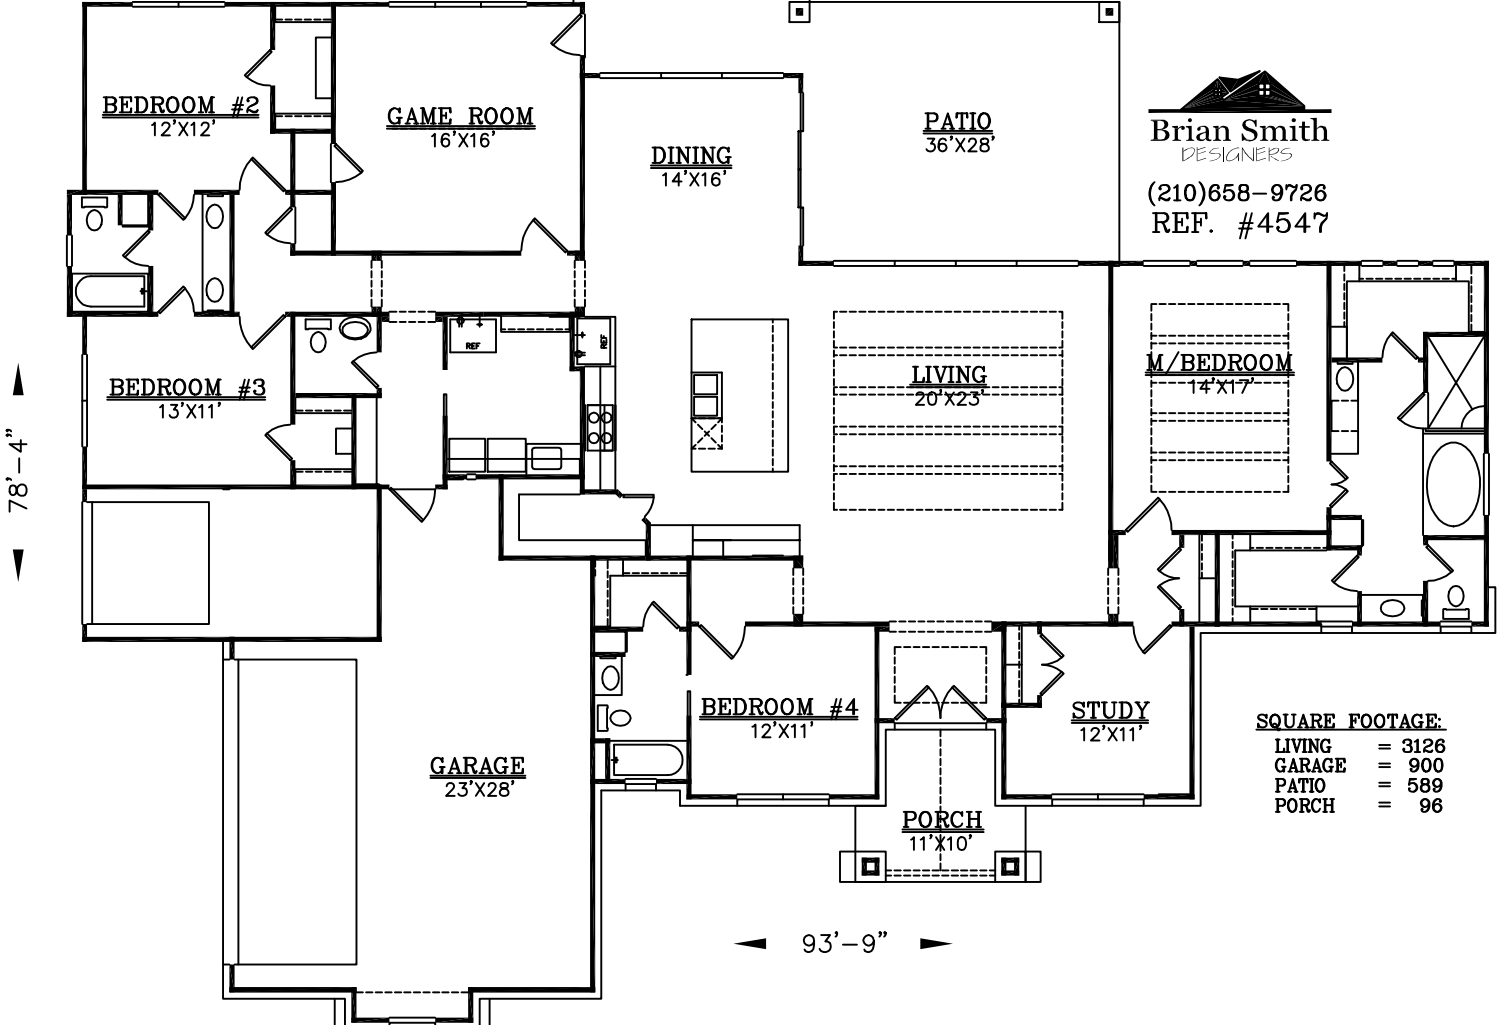 BEDROOM #2
12'X12'
GAME ROOM
16'X16'
DINING
14'X16'
PATIO
36'X28'
Brian Smith
DESIGNERS
(210)658-9726
REF. #4547
BEDROOM #3
13'X11'
REF
REF
LIVING
20'X23'
M/BEDROOM
14'X17'
78'-4"
BEDROOM #4
12'X11'
STUDY
12'X11'
GARAGE
23'X28'
PORCH
11'X10'
SQUARE FOOTAGE:
LIVING = 3126
GARAGE = 900
PATIO = 589
PORCH = 96
93'-9"